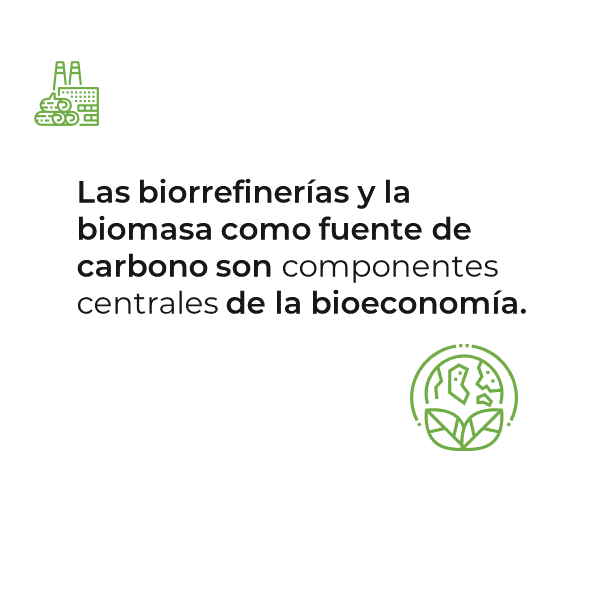 Las biorrefinerías y la
biomasa como fuente de
carbono son componentes
centrales de la bioeconomía.